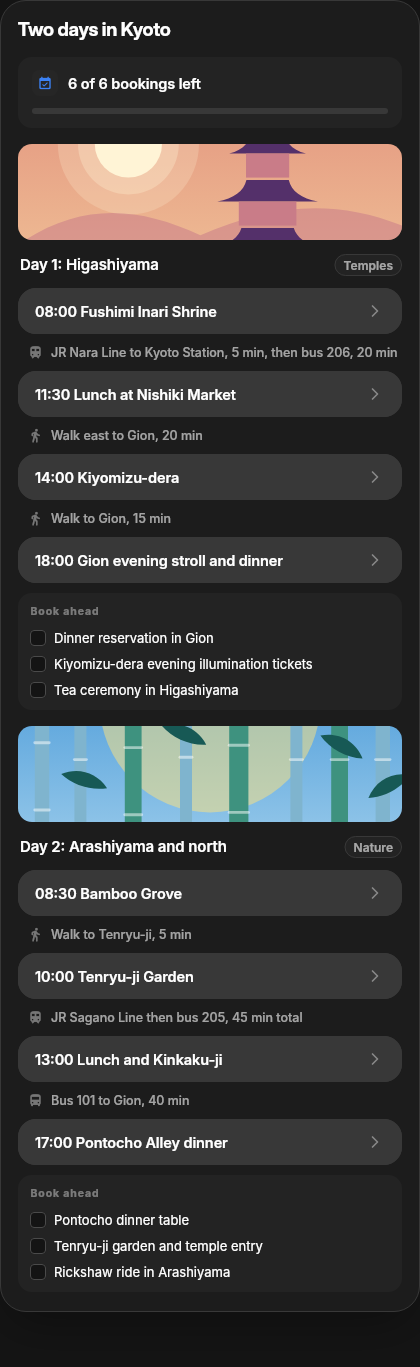 Two days in Kyoto
6 of 6 bookings left
Day 1: Higashiyama
Temples
08:00 Fushimi Inari Shrine
JR Nara Line to Kyoto Station, 5 min, then bus 206, 20 min
11:30 Lunch at Nishiki Market
Walk east to Gion, 20 min
14:00 Kiyomizu-dera
Walk to Gion, 15 min
18:00 Gion evening stroll and dinner
Book ahead
Dinner reservation in Gion
Kiyomizu-dera evening illumination tickets
Tea ceremony in Higashiyama
Day 2: Arashiyama and north
Nature
08:30 Bamboo Grove
Walk to Tenryu-ji, 5 min
10:00 Tenryu-ji Garden
JR Sagano Line then bus 205, 45 min total
13:00 Lunch and Kinkaku-ji
Bus 101 to Gion, 40 min
17:00 Pontocho Alley dinner
Book ahead
Pontocho dinner table
Tenryu-ji garden and temple entry
Rickshaw ride in Arashiyama